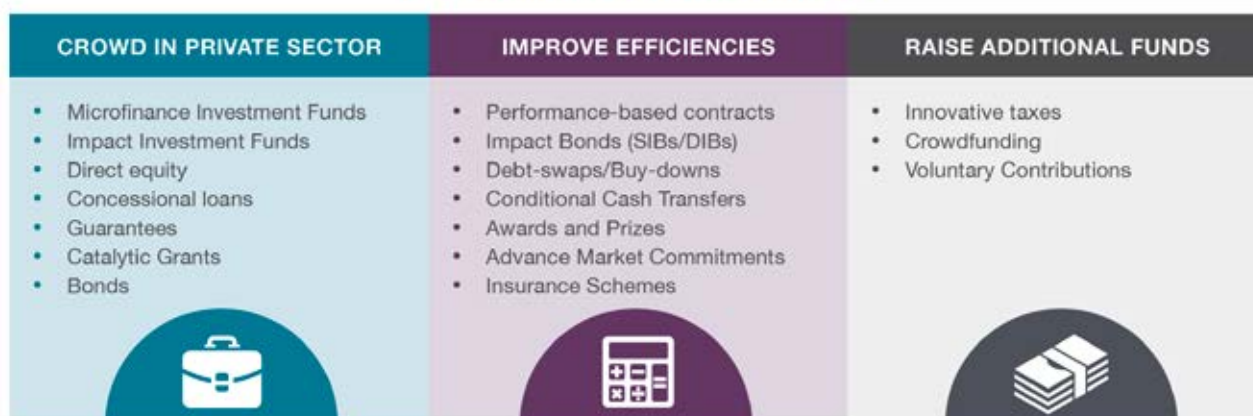 CROWD IN PRIVATE SECTOR
• Microfinance Investment Funds
• Impact Investment Funds
• Direct equity
• Concessional loans
• Guarantees
• Catalytic Grants
• Bonds
IMPROVE EFFICIENCIES
• Performance-based contracts
• Impact Bonds (SIBs/DIBs)
• Debt-swaps/Buy-downs
• Conditional Cash Transfers
• Awards and Prizes
• Advance Market Commitments
• Insurance Schemes
RAISE ADDITIONAL FUNDS
• Innovative taxes
• Crowdfunding
• Voluntary Contributions